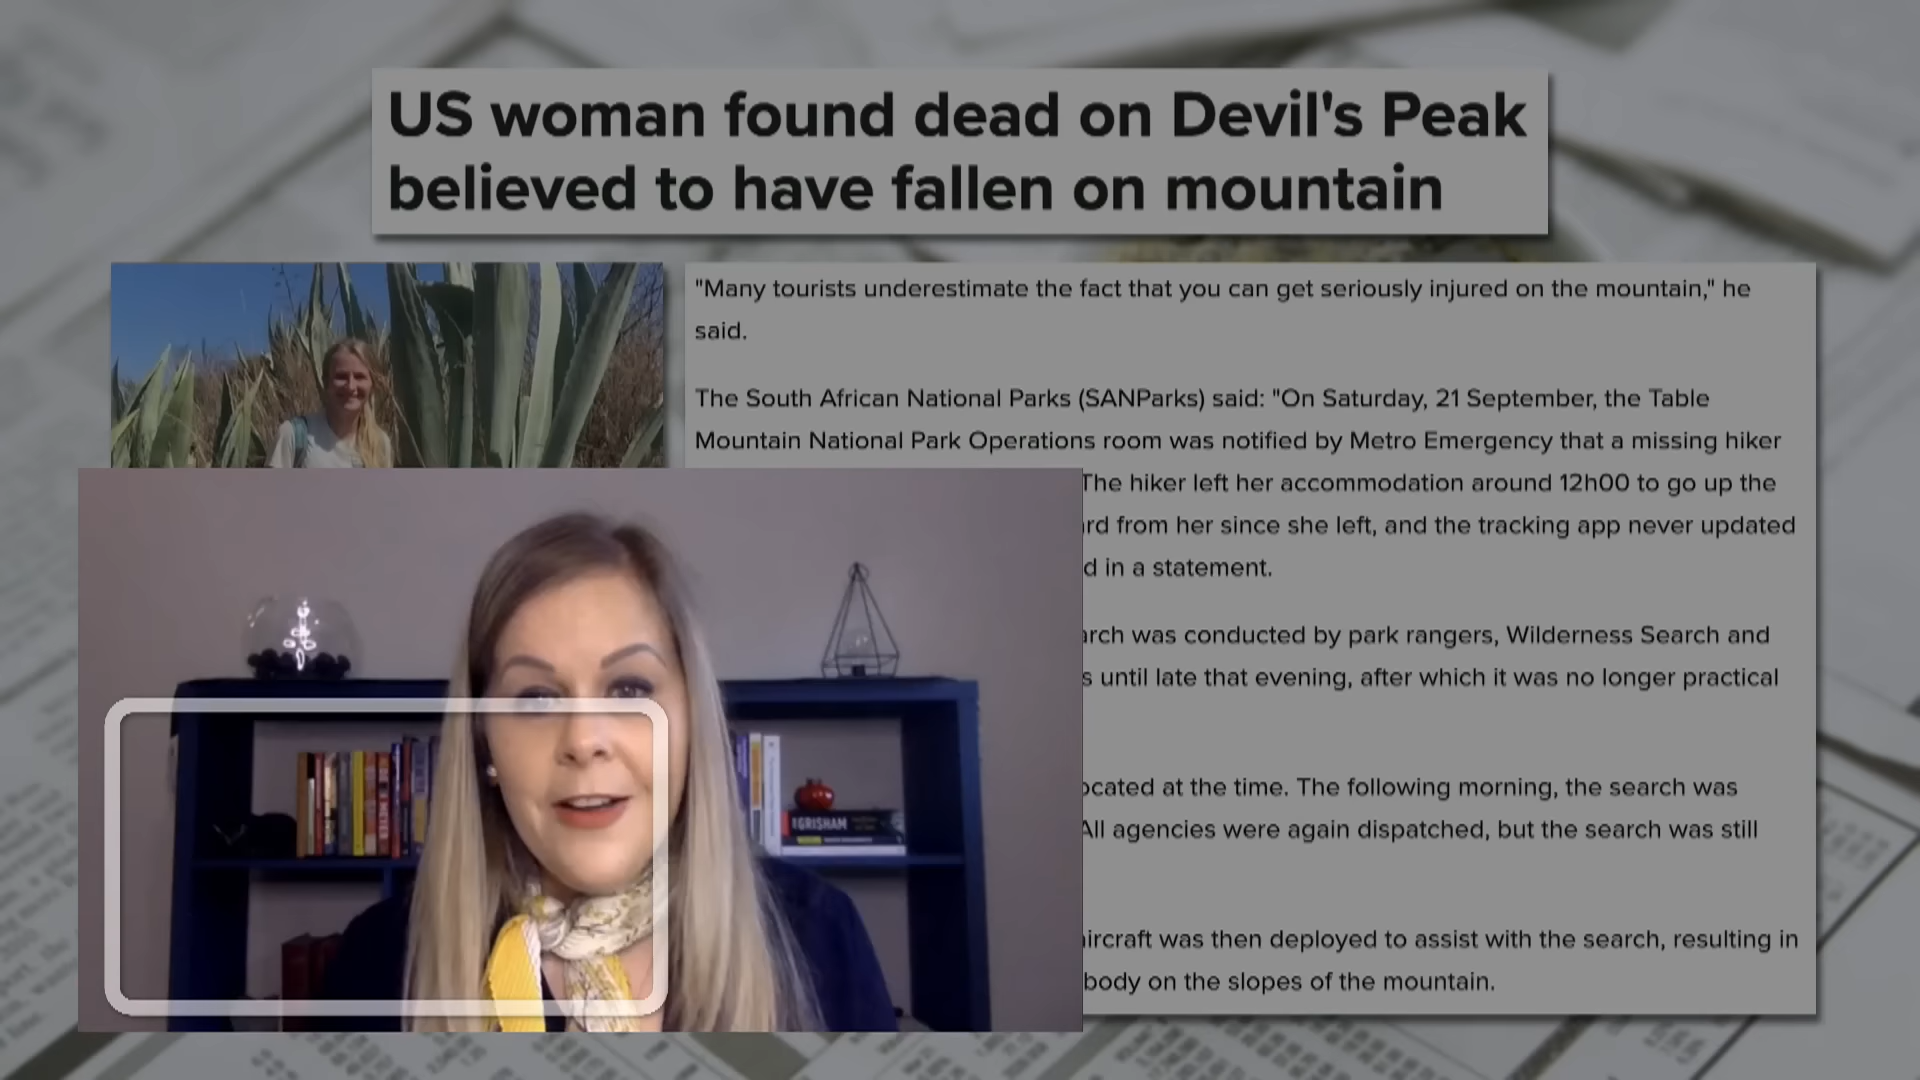 US woman found dead on Devil's Peak
believed to have fallen on mountain
"Many tourists underestimate the fact that you can get seriously injured on the mountain," he
said.
The South African National Parks (SANParks) said: "On Saturday, 21 September, the Table
Mountain National Park Operations room was notified by Metro Emergency that a missing hiker
The hiker left her accommodation around 12h00 to go up the
from her since she left, and the tracking app never updated
in a statement.
was conducted by park rangers, Wilderness Search and
until late that evening, after which it was no longer practical
at the time. The following morning, the search was
All agencies were again dispatched, but the search was still
aircraft was then deployed to assist with the search, resulting in
body on the slopes of the mountain.
GRISHAM